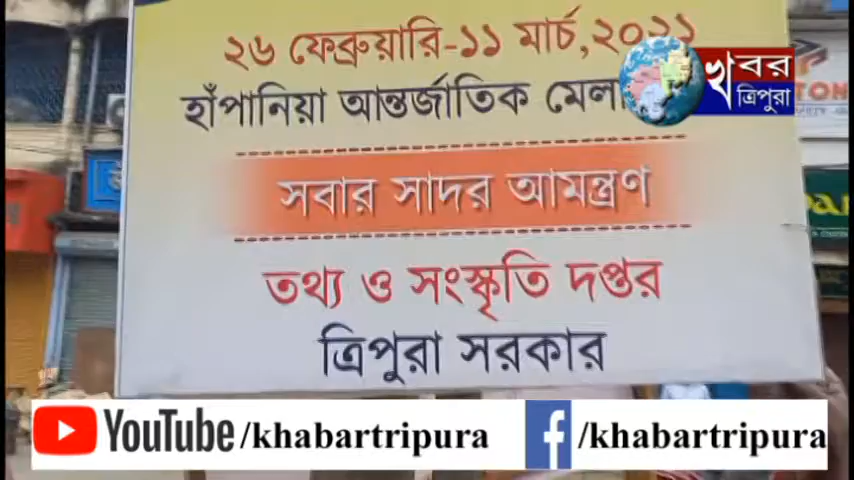 ২৬ ফেব্রুয়ারি-১১ মার্চ,২০২১
হাঁপানিয়া আন্তর্জাতিক মেলা
খবর
ত্রিপুরা
সবার সাদর আমন্ত্রণ
তথ্য ও সংস্কৃতি দপ্তর
ত্রিপুরা সরকার
YouTube/khabartripura
f/khabartripura